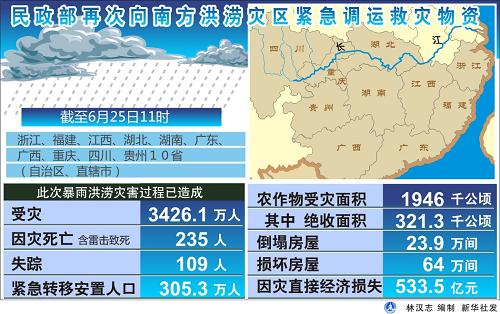 民政部再次向南方洪涝灾区紧急调运救灾物资
截至6月25日11时
浙江、福建、江西、湖北、湖南、广东、
广西、重庆、四川、贵州１０省
（自治区、直辖市）
四川
重庆
湖北
长
江
浙江
贵州
湖南
江西
福建
广西
广东
此次暴雨洪涝灾害过程已造成
受灾 3426.1 万人
因灾死亡 含雷击致死 235 人
失踪 109 人
紧急转移安置人口 305.3 万人
农作物受灾面积 1946 千公顷
其中 绝收面积 321.3 千公顷
倒塌房屋 23.9 万间
损坏房屋 64 万间
因灾直接经济损失 533.5 亿元
林汉志 编制 新华社发